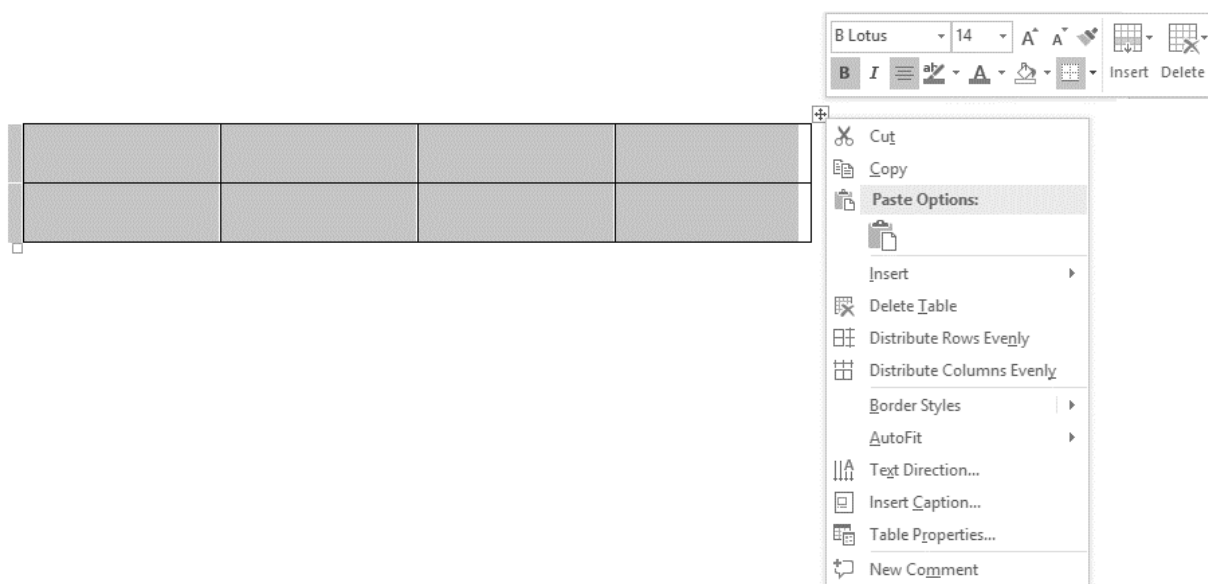 B Lotus 14 A A
B I A Insert Delete
Cut
Copy
Paste Options:
Insert
Delete Table
Distribute Rows Evenly
Distribute Columns Evenly
Border Styles
AutoFit
Text Direction...
Insert Caption...
Table Properties...
New Comment